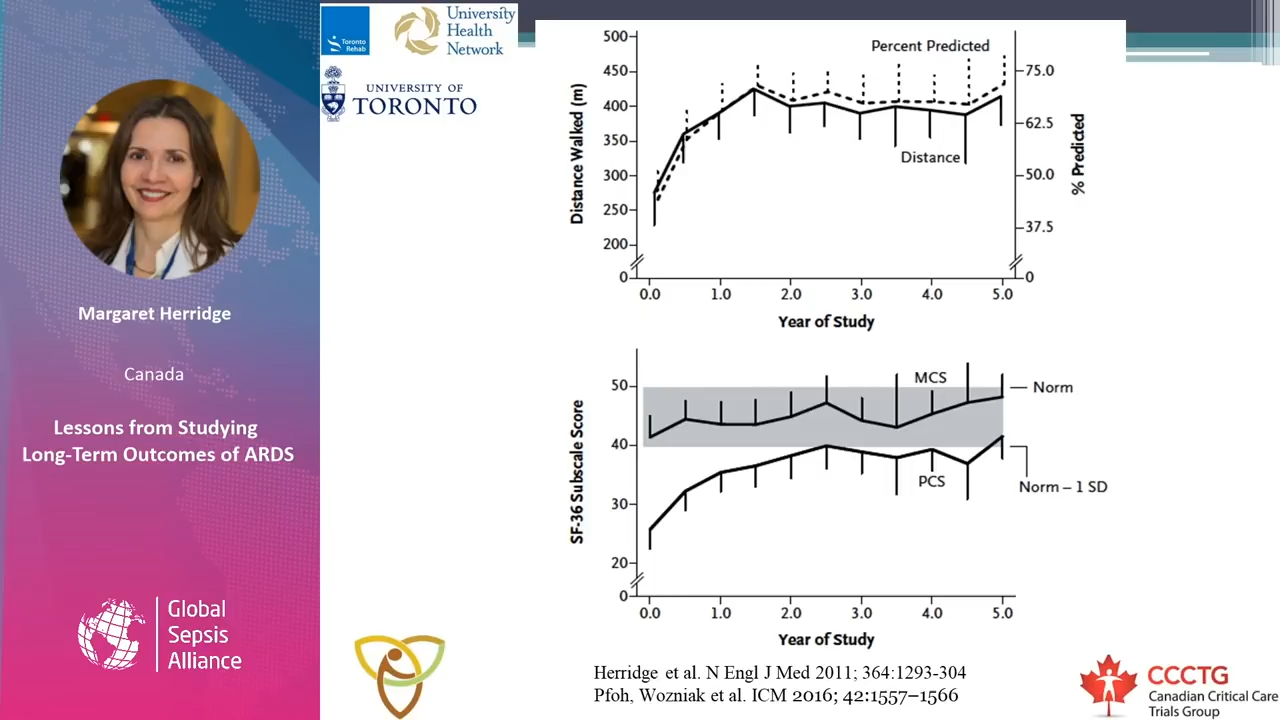 Margaret Herridge
Canada
Lessons from Studying
Long-Term Outcomes of ARDS
Global
Sepsis
Alliance
Toronto
Rehab
University
Health
Network
UNIVERSITY OF
TORONTO
Distance Walked (m)
500
450
400
350
300
250
200
0
Percent Predicted
Distance
75.0
62.5
50.0
37.5
0
% Predicted
0.0 1.0 2.0 3.0 4.0 5.0
Year of Study
SF-36 Subscale Score
50
40
30
20
0
MCS
PCS
Norm
Norm – 1 SD
0.0 1.0 2.0 3.0 4.0 5.0
Year of Study
Herridge et al. N Engl J Med 2011; 364:1293-304
Pfoh, Wozniak et al. ICM 2016; 42:1557–1566
CCCTG
Canadian Critical Care
Trials Group